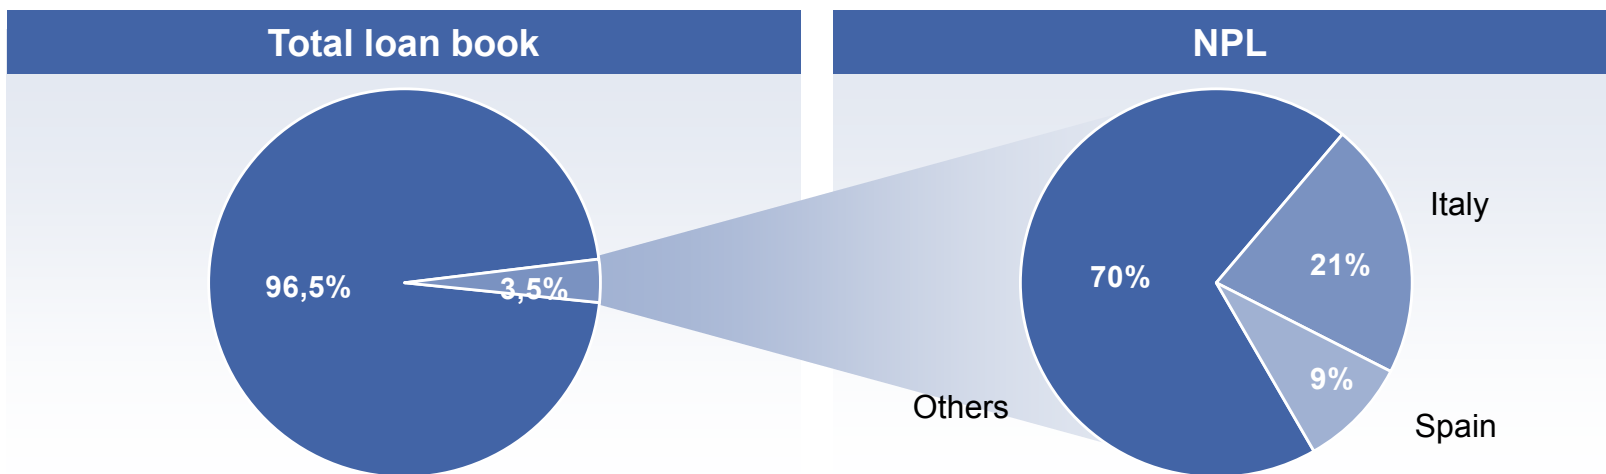 Total loan book
NPL
96,5%
3,5%
70%
Italy
21%
9%
Others
Spain